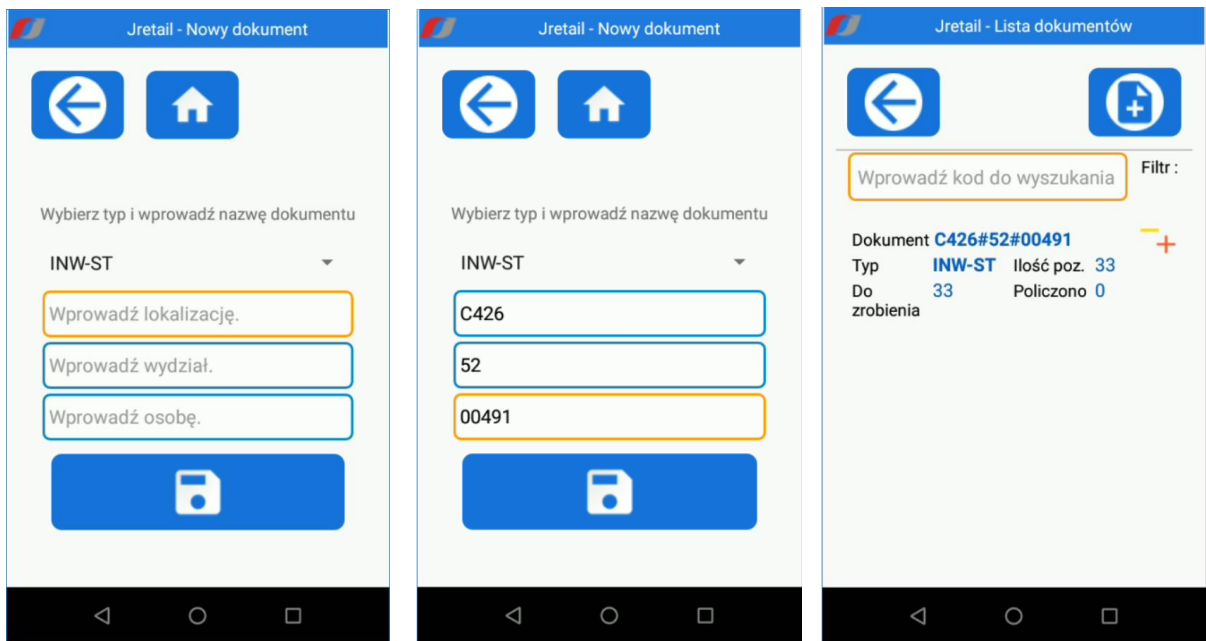 Jretail - Nowy dokument
Wybierz typ i wprowadź nazwę dokumentu
INW-ST
Wprowadź lokalizację.
Wprowadź wydział.
Wprowadź osobę.
Jretail - Nowy dokument
Wybierz typ i wprowadź nazwę dokumentu
INW-ST
C426
52
00491
Jretail - Lista dokumentów
Wprowadź kod do wyszukania Filtr :
Dokument C426#52#00491
Typ INW-ST Ilość poz. 33
Do zrobienia 33 Policzono 0